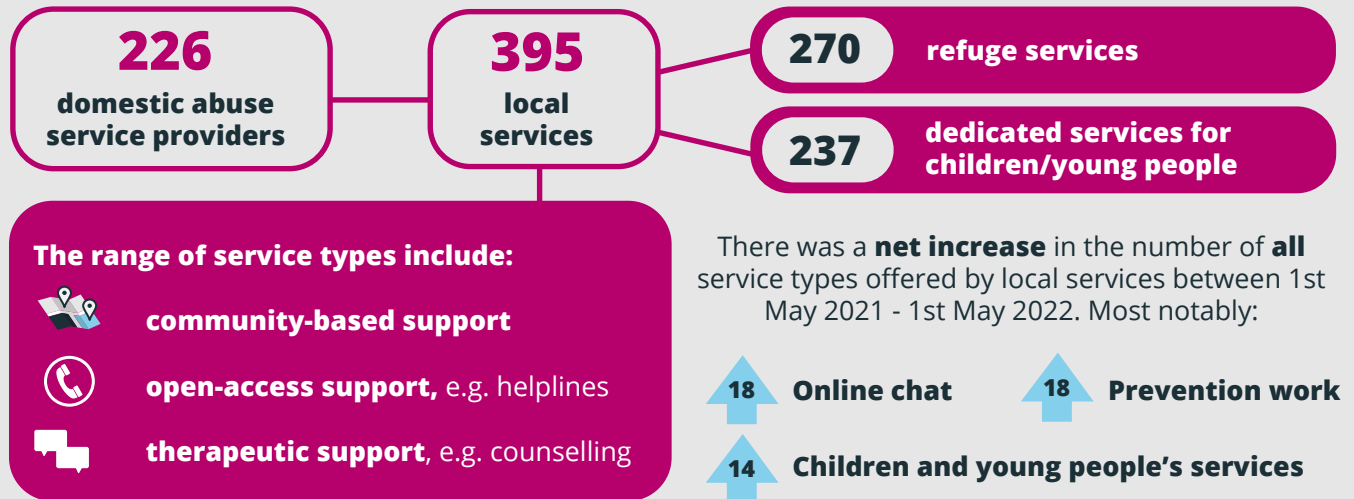 226
domestic abuse
service providers
395
local
services
270
refuge services
237
dedicated services for
children/young people
The range of service types include:
community-based support
open-access support, e.g. helplines
therapeutic support, e.g. counselling
There was a net increase in the number of all
service types offered by local services between 1st
May 2021 - 1st May 2022. Most notably:
18 Online chat
18 Prevention work
14 Children and young people’s services